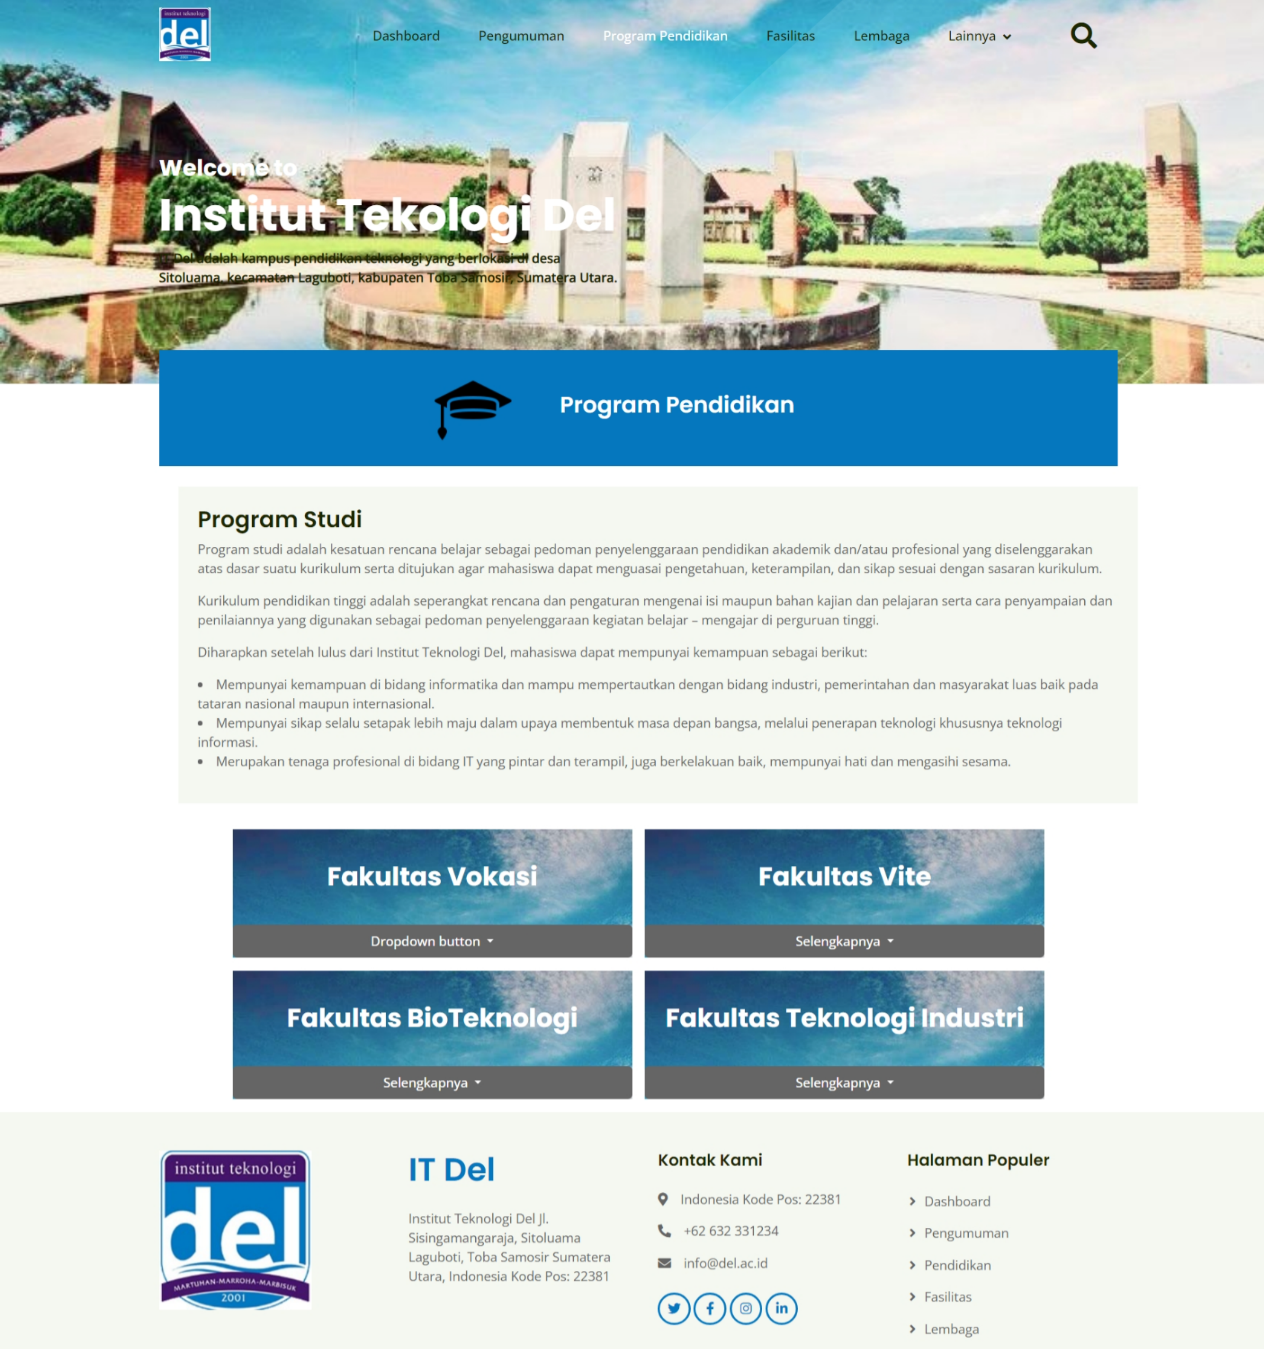 institut teknologi
del
Dashboard
Pengumuman
Program Pendidikan
Fasilitas
Lembaga
Lainnya
Welcome to
Institut Tekologi Del
Del adalah kampus pendidikan teknologi yang berlokasi di desa
Sitoluama, kecamatan Laguboti, kabupaten Toba Samosir, Sumatera Utara.
Program Pendidikan
Program Studi
Program studi adalah kesatuan rencana belajar sebagai pedoman penyelenggaraan pendidikan akademik dan/atau profesional yang diselenggarakan
atas dasar suatu kurikulum serta ditujukan agar mahasiswa dapat menguasai pengetahuan, keterampilan, dan sikap sesuai dengan sasaran kurikulum.
Kurikulum pendidikan tinggi adalah seperangkat rencana dan pengaturan mengenai isi maupun bahan kajian dan pelajaran serta cara penyampaian dan
penilaiannya yang digunakan sebagai pedoman penyelenggaraan kegiatan belajar – mengajar di perguruan tinggi.
Diharapkan setelah lulus dari Institut Teknologi Del, mahasiswa dapat mempunyai kemampuan sebagai berikut:
• Mempunyai kemampuan di bidang informatika dan mampu mempertautkan dengan bidang industri, pemerintahan dan masyarakat luas baik pada
tataran nasional maupun internasional.
• Mempunyai sikap selalu setapak lebih maju dalam upaya membentuk masa depan bangsa, melalui penerapan teknologi khususnya teknologi
informasi.
• Merupakan tenaga profesional di bidang IT yang pintar dan terampil, juga berkelakuan baik, mempunyai hati dan mengasihi sesama.
Fakultas Vokasi
Dropdown button
Fakultas Vite
Selengkapnya
Fakultas BioTeknologi
Selengkapnya
Fakultas Teknologi Industri
Selengkapnya
institut teknologi
del
MARTUHAN-MARROHA-MARBISUK
2001
IT Del
Institut Teknologi Del Jl.
Sisingamangaraja, Sitoluama
Laguboti, Toba Samosir Sumatera
Utara, Indonesia Kode Pos: 22381
Kontak Kami
Indonesia Kode Pos: 22381
+62 632 331234
info@del.ac.id
Halaman Populer
Dashboard
Pengumuman
Pendidikan
Fasilitas
Lembaga